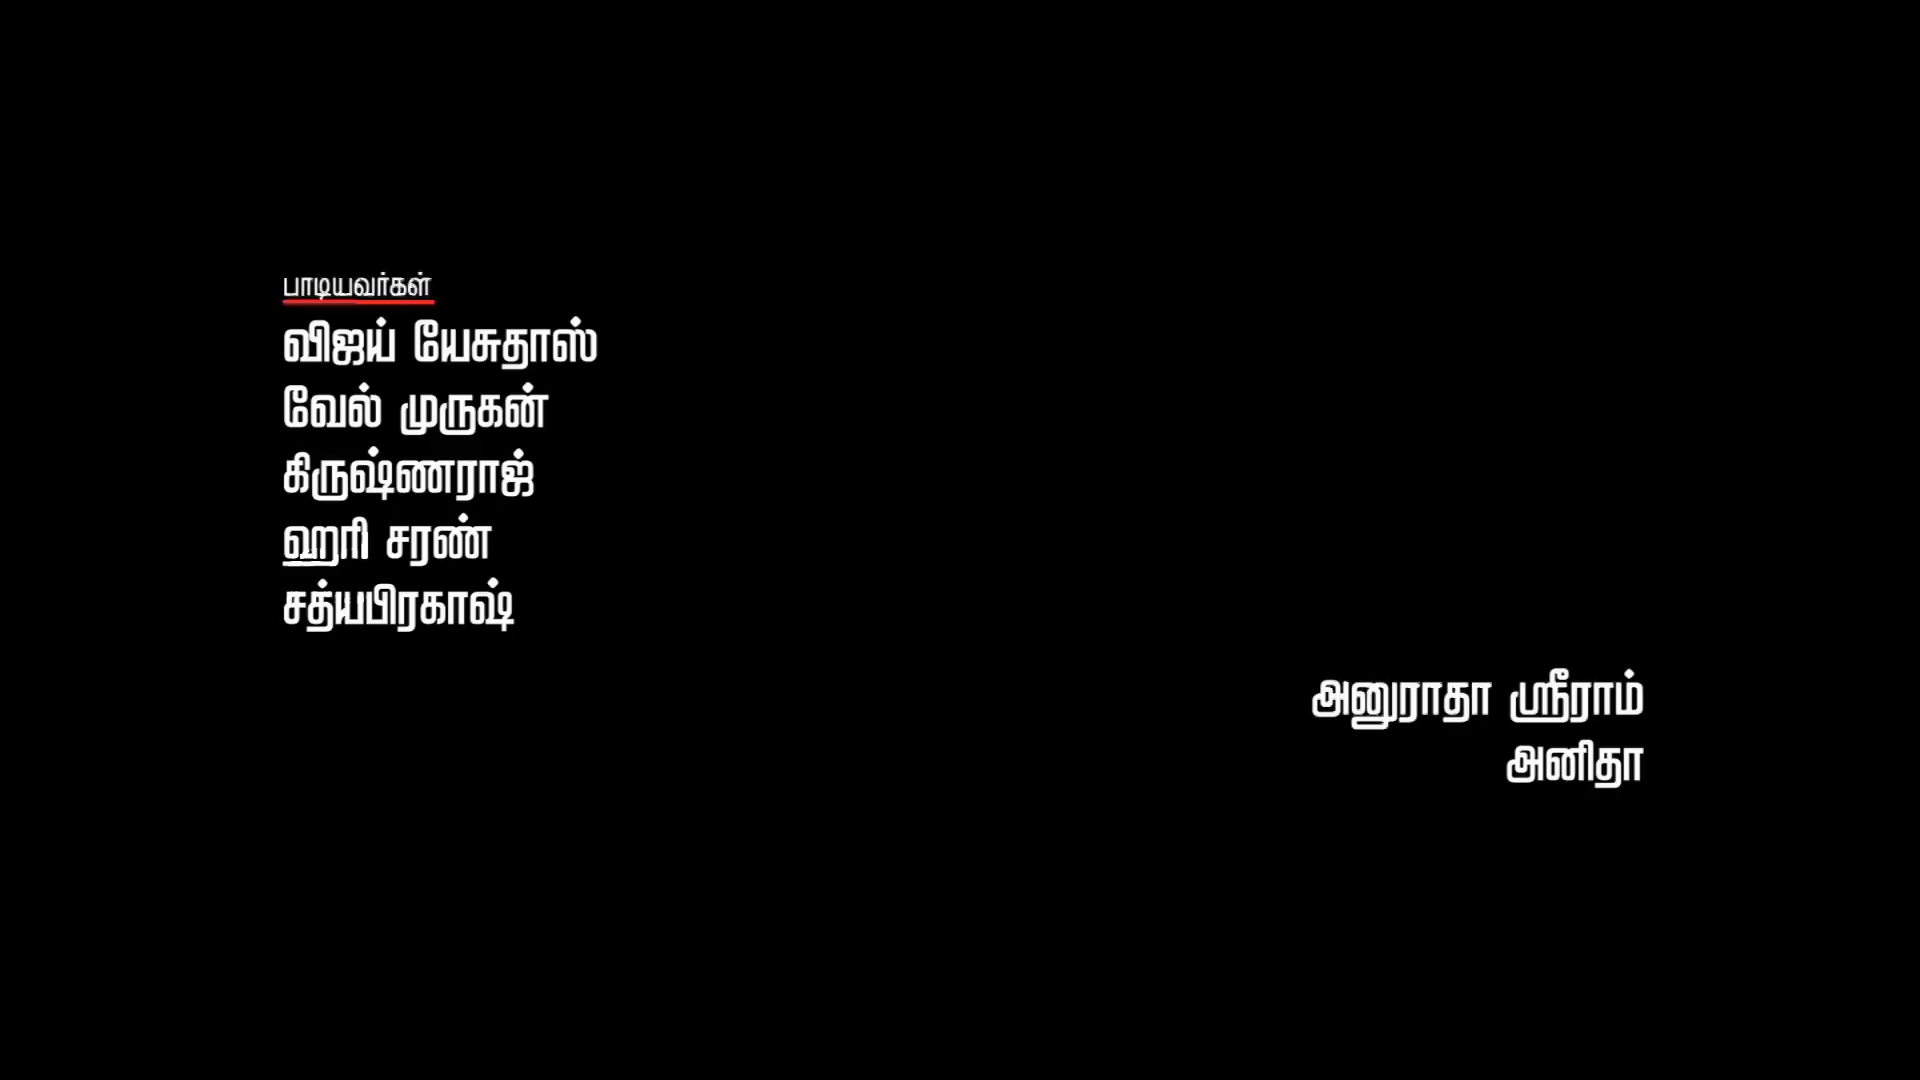 பாடியவர்கள்
விஜய் யேசுதாஸ்
வேல் முருகன்
கிருஷ்ணராஜ்
ஹரி சரண்
சத்யபிரகாஷ்
அனுராதா ஸ்ரீராம்
அனிதா